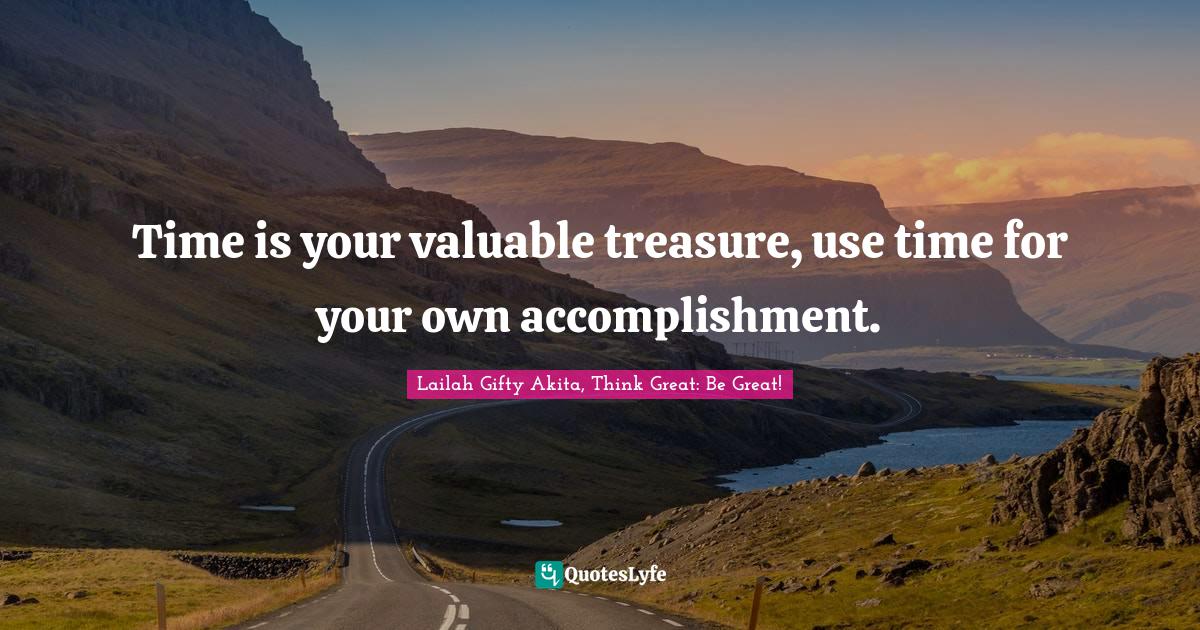 Time is your valuable treasure, use time for
your own accomplishment.
Lailah Gifty Akita, Think Great: Be Great!
QuotesLyfe